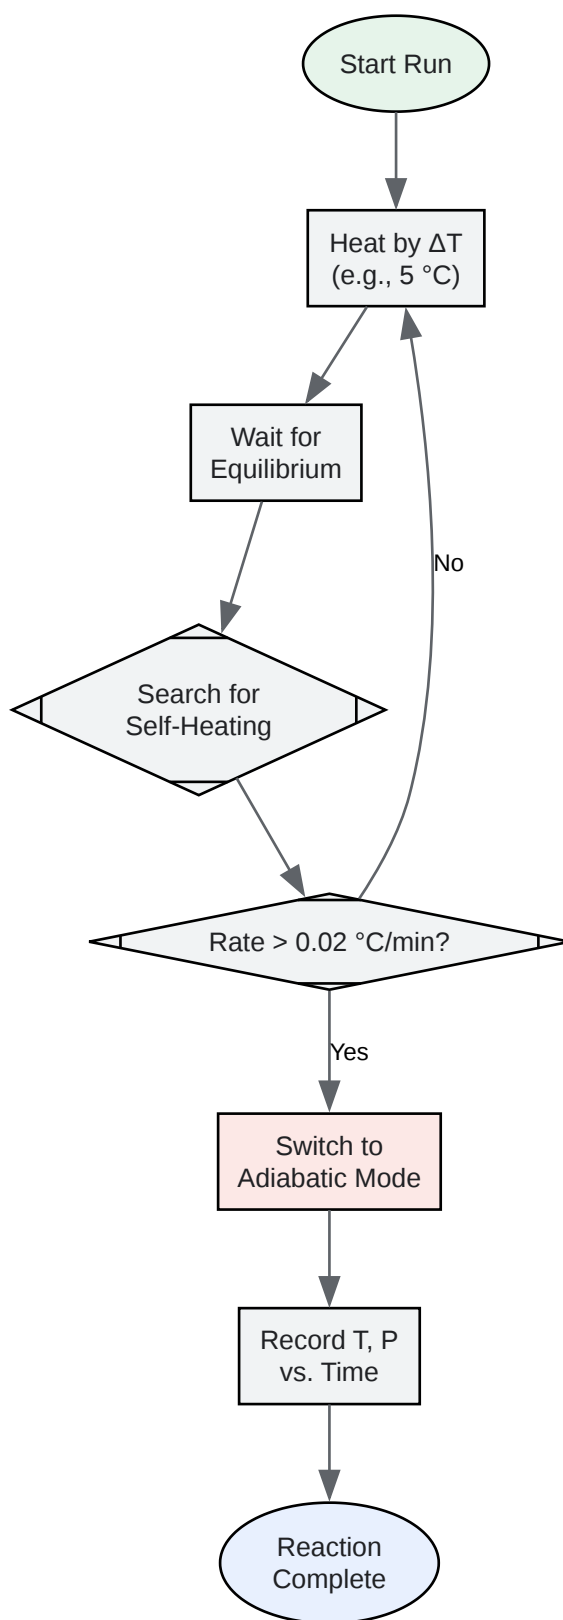 Start Run
Heat by ΔT
(e.g., 5 °C)
Wait for
Equilibrium
No
Search for
Self-Heating
Rate > 0.02 °C/min?
Yes
Switch to
Adiabatic Mode
Record T, P
vs. Time
Reaction
Complete